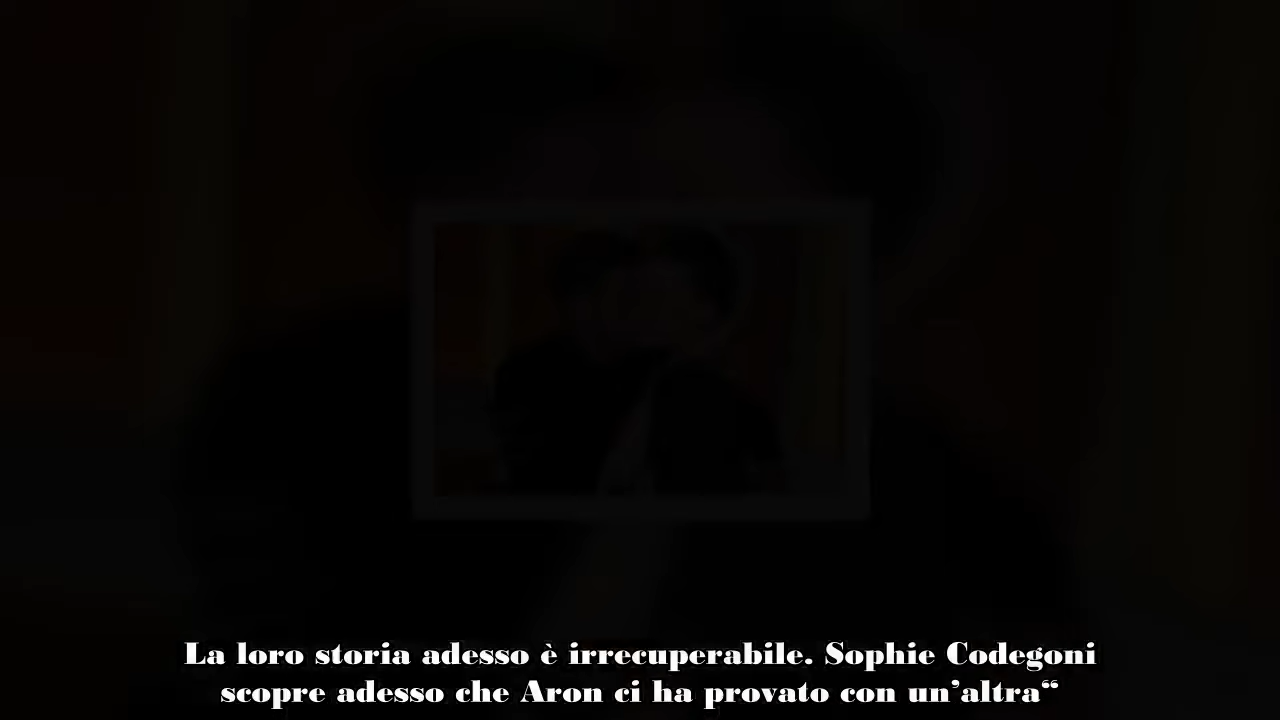 La loro storia adesso è irrecuperabile. Sophie Codegoni
scopre adesso che Aron ci ha provato con un’altra“